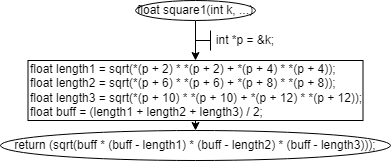 float square1(int k, ...)
int *p = &k;
float length1 = sqrt(*(p + 2) * *(p + 2) + *(p + 4) * *(p + 4));
float length2 = sqrt(*(p + 6) * *(p + 6) + *(p + 8) * *(p + 8));
float length3 = sqrt(*(p + 10) * *(p + 10) + *(p + 12) * *(p + 12));
float buff = (length1 + length2 + length3) / 2;
return (sqrt(buff * (buff - length1) * (buff - length2) * (buff - length3)));